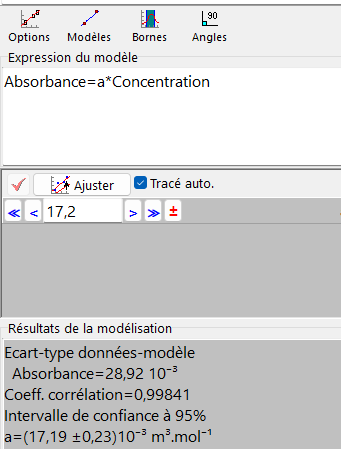 90
Options Modèles Bornes Angles
Expression du modèle
Absorbance=a*Concentration
Ajuster Tracé auto.
≪ < 17,2 > ≫ ±
Résultats de la modélisation
Ecart-type données-modèle
Absorbance=28,92 10⁻³
Coeff. corrélation=0,99841
Intervalle de confiance à 95%
a=(17,19 ±0,23)10⁻³ m³.mol⁻¹